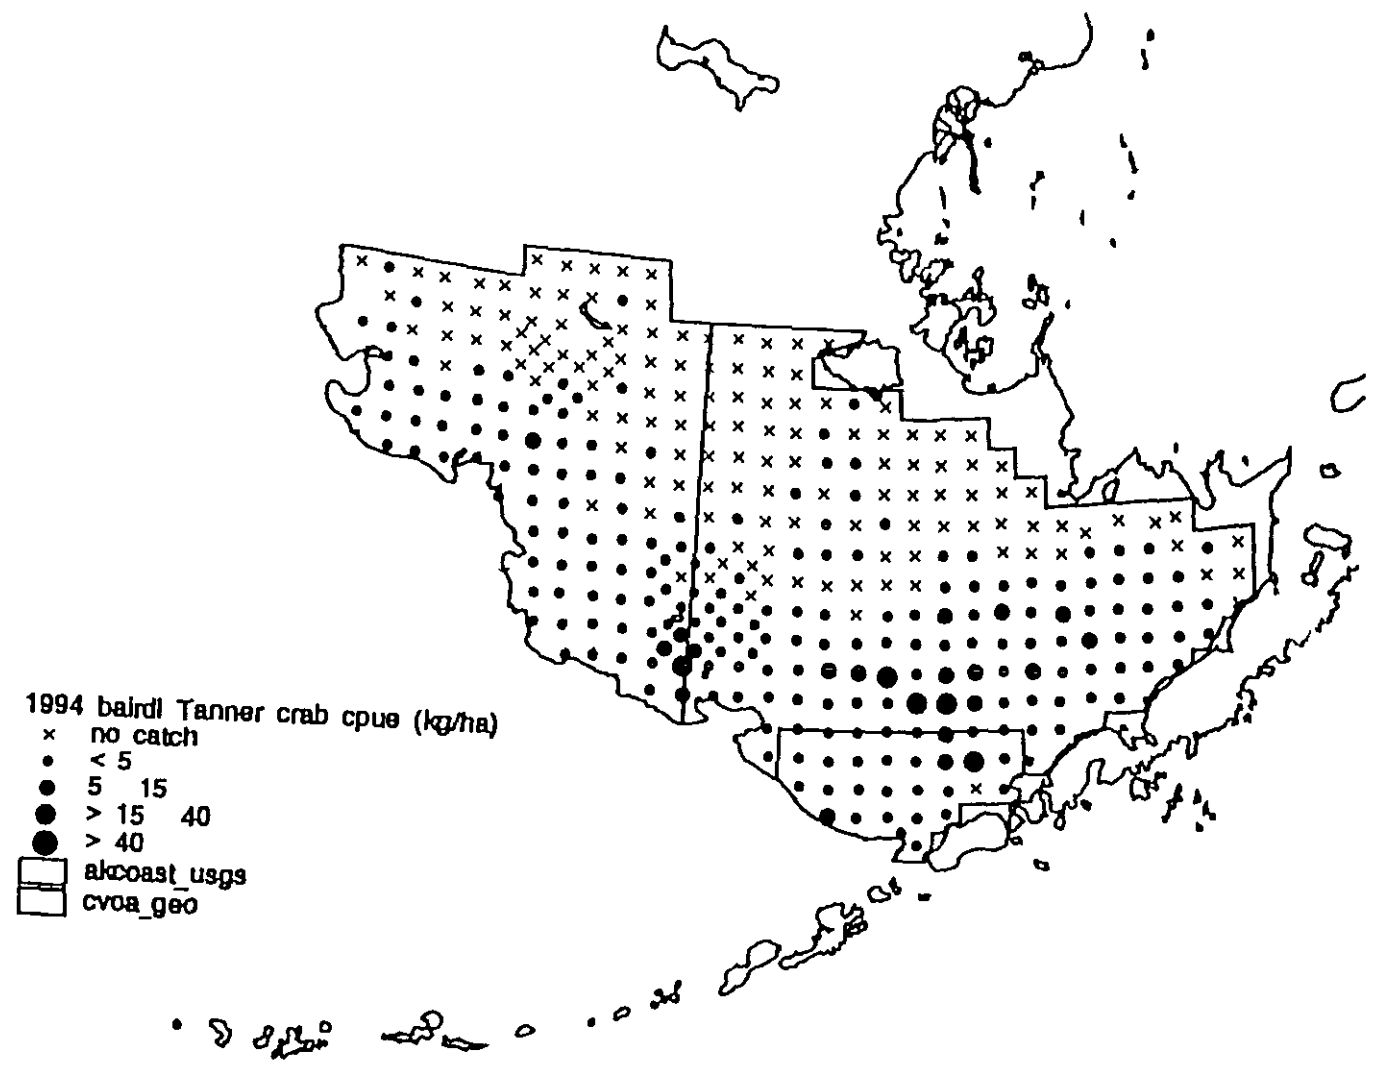 1994 bairdi Tanner crab cpue (kg/ha)
× no catch
< 5
5 15
> 15 40
> 40
akcoast_usgs
cvoa_geo